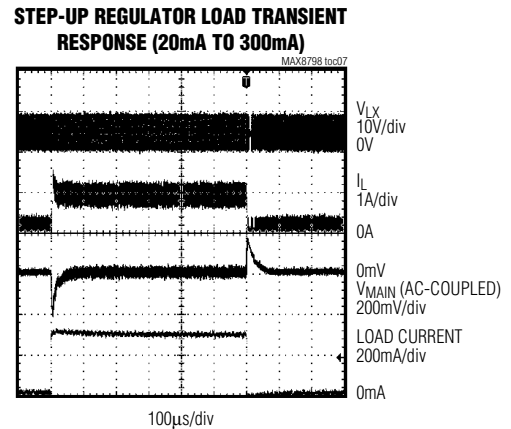 STEP-UP REGULATOR LOAD TRANSIENT
RESPONSE (20mA TO 300mA)
MAX8798 toc07
VLX
10V/div
0V
IL
1A/div
0A
0mV
VMAIN (AC-COUPLED)
200mV/div
LOAD CURRENT
200mA/div
0mA
100μs/div